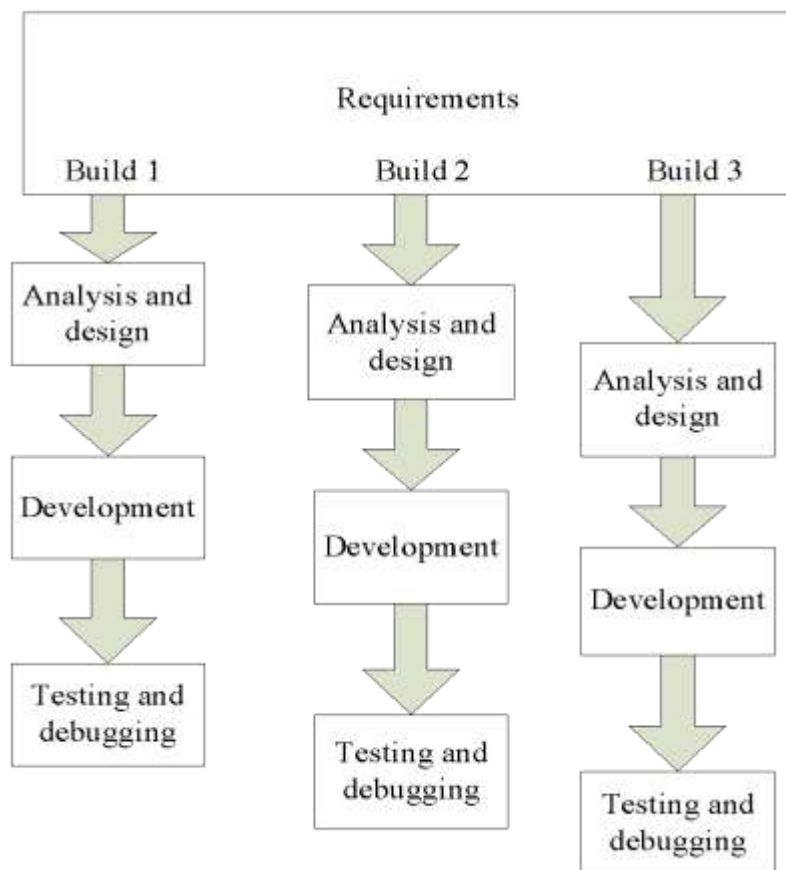 Requirements
Build 1
Build 2
Build 3
Analysis and
design
Development
Testing and
debugging
Analysis and
design
Development
Testing and
debugging
Analysis and
design
Development
Testing and
debugging